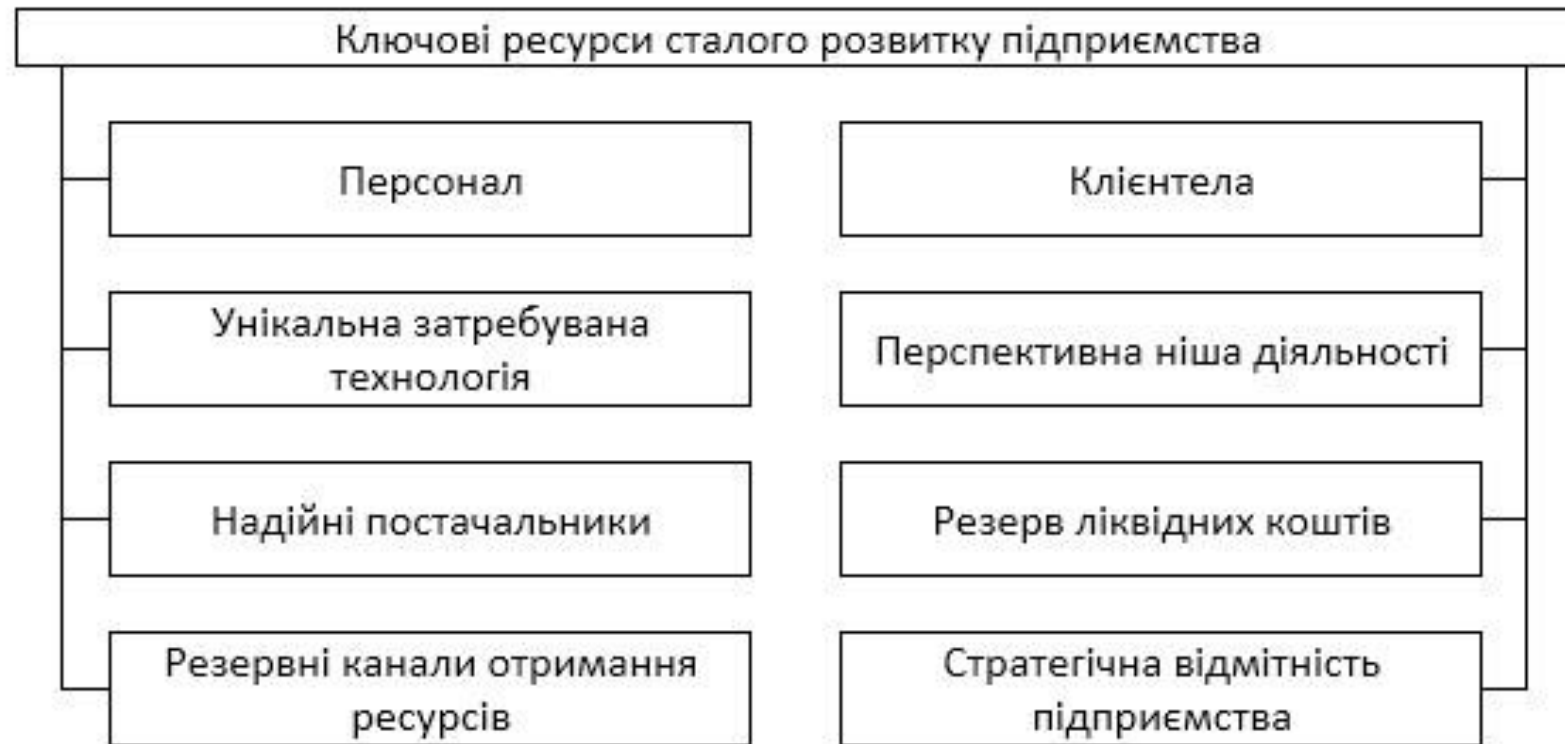 Ключові ресурси сталого розвитку підприємства
Персонал
Клієнтела
Унікальна затребувана
технологія
Перспективна ніша діяльності
Надійні постачальники
Резерв ліквідних коштів
Резервні канали отримання
ресурсів
Стратегічна відмітність
підприємства